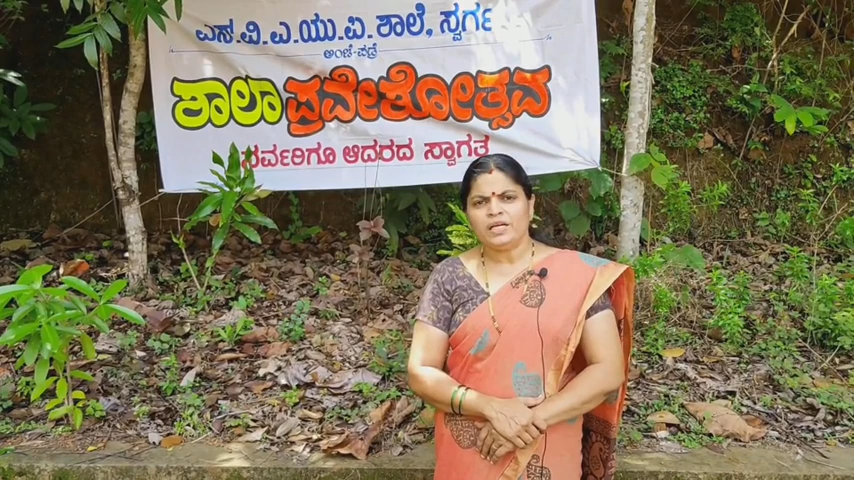 ಎಸ್.ವಿ.ಎ.ಯು.ಪಿ. ಶಾಲೆ, ಸ್ವರ್ಗ
ಅಂಚೆ-ಪಡ್ರೆ
ಶಾಲಾ ಪ್ರವೇಶೋತ್ಸವ
ಸರ್ವರಿಗೂ ಆದರದ ಸ್ವಾಗತ